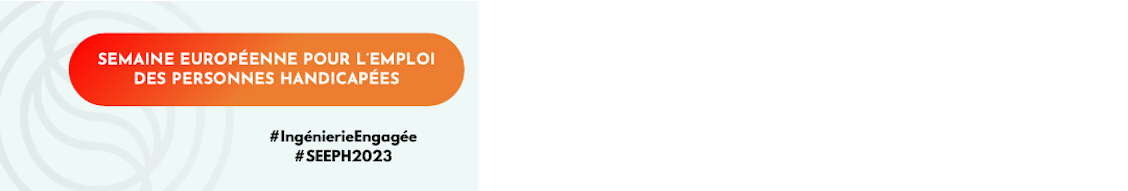 SEMAINE EUROPÉENNE POUR L'EMPLOI
DES PERSONNES HANDICAPÉES
#IngénierieEngagée
#SEEPH2023